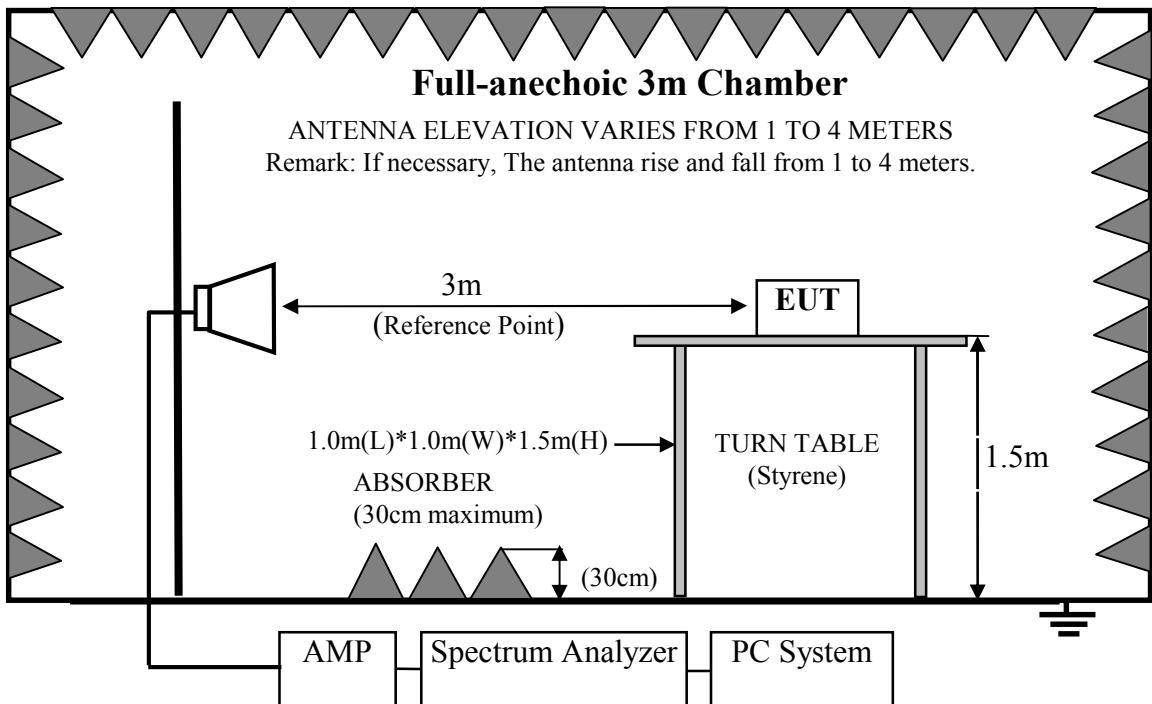 Full-anechoic 3m Chamber
ANTENNA ELEVATION VARIES FROM 1 TO 4 METERS
Remark: If necessary, The antenna rise and fall from 1 to 4 meters.
3m
(Reference Point)
EUT
1.0m(L)*1.0m(W)*1.5m(H)
TURN TABLE
(Styrene)
1.5m
ABSORBER
(30cm maximum)
(30cm)
AMP
Spectrum Analyzer
PC System